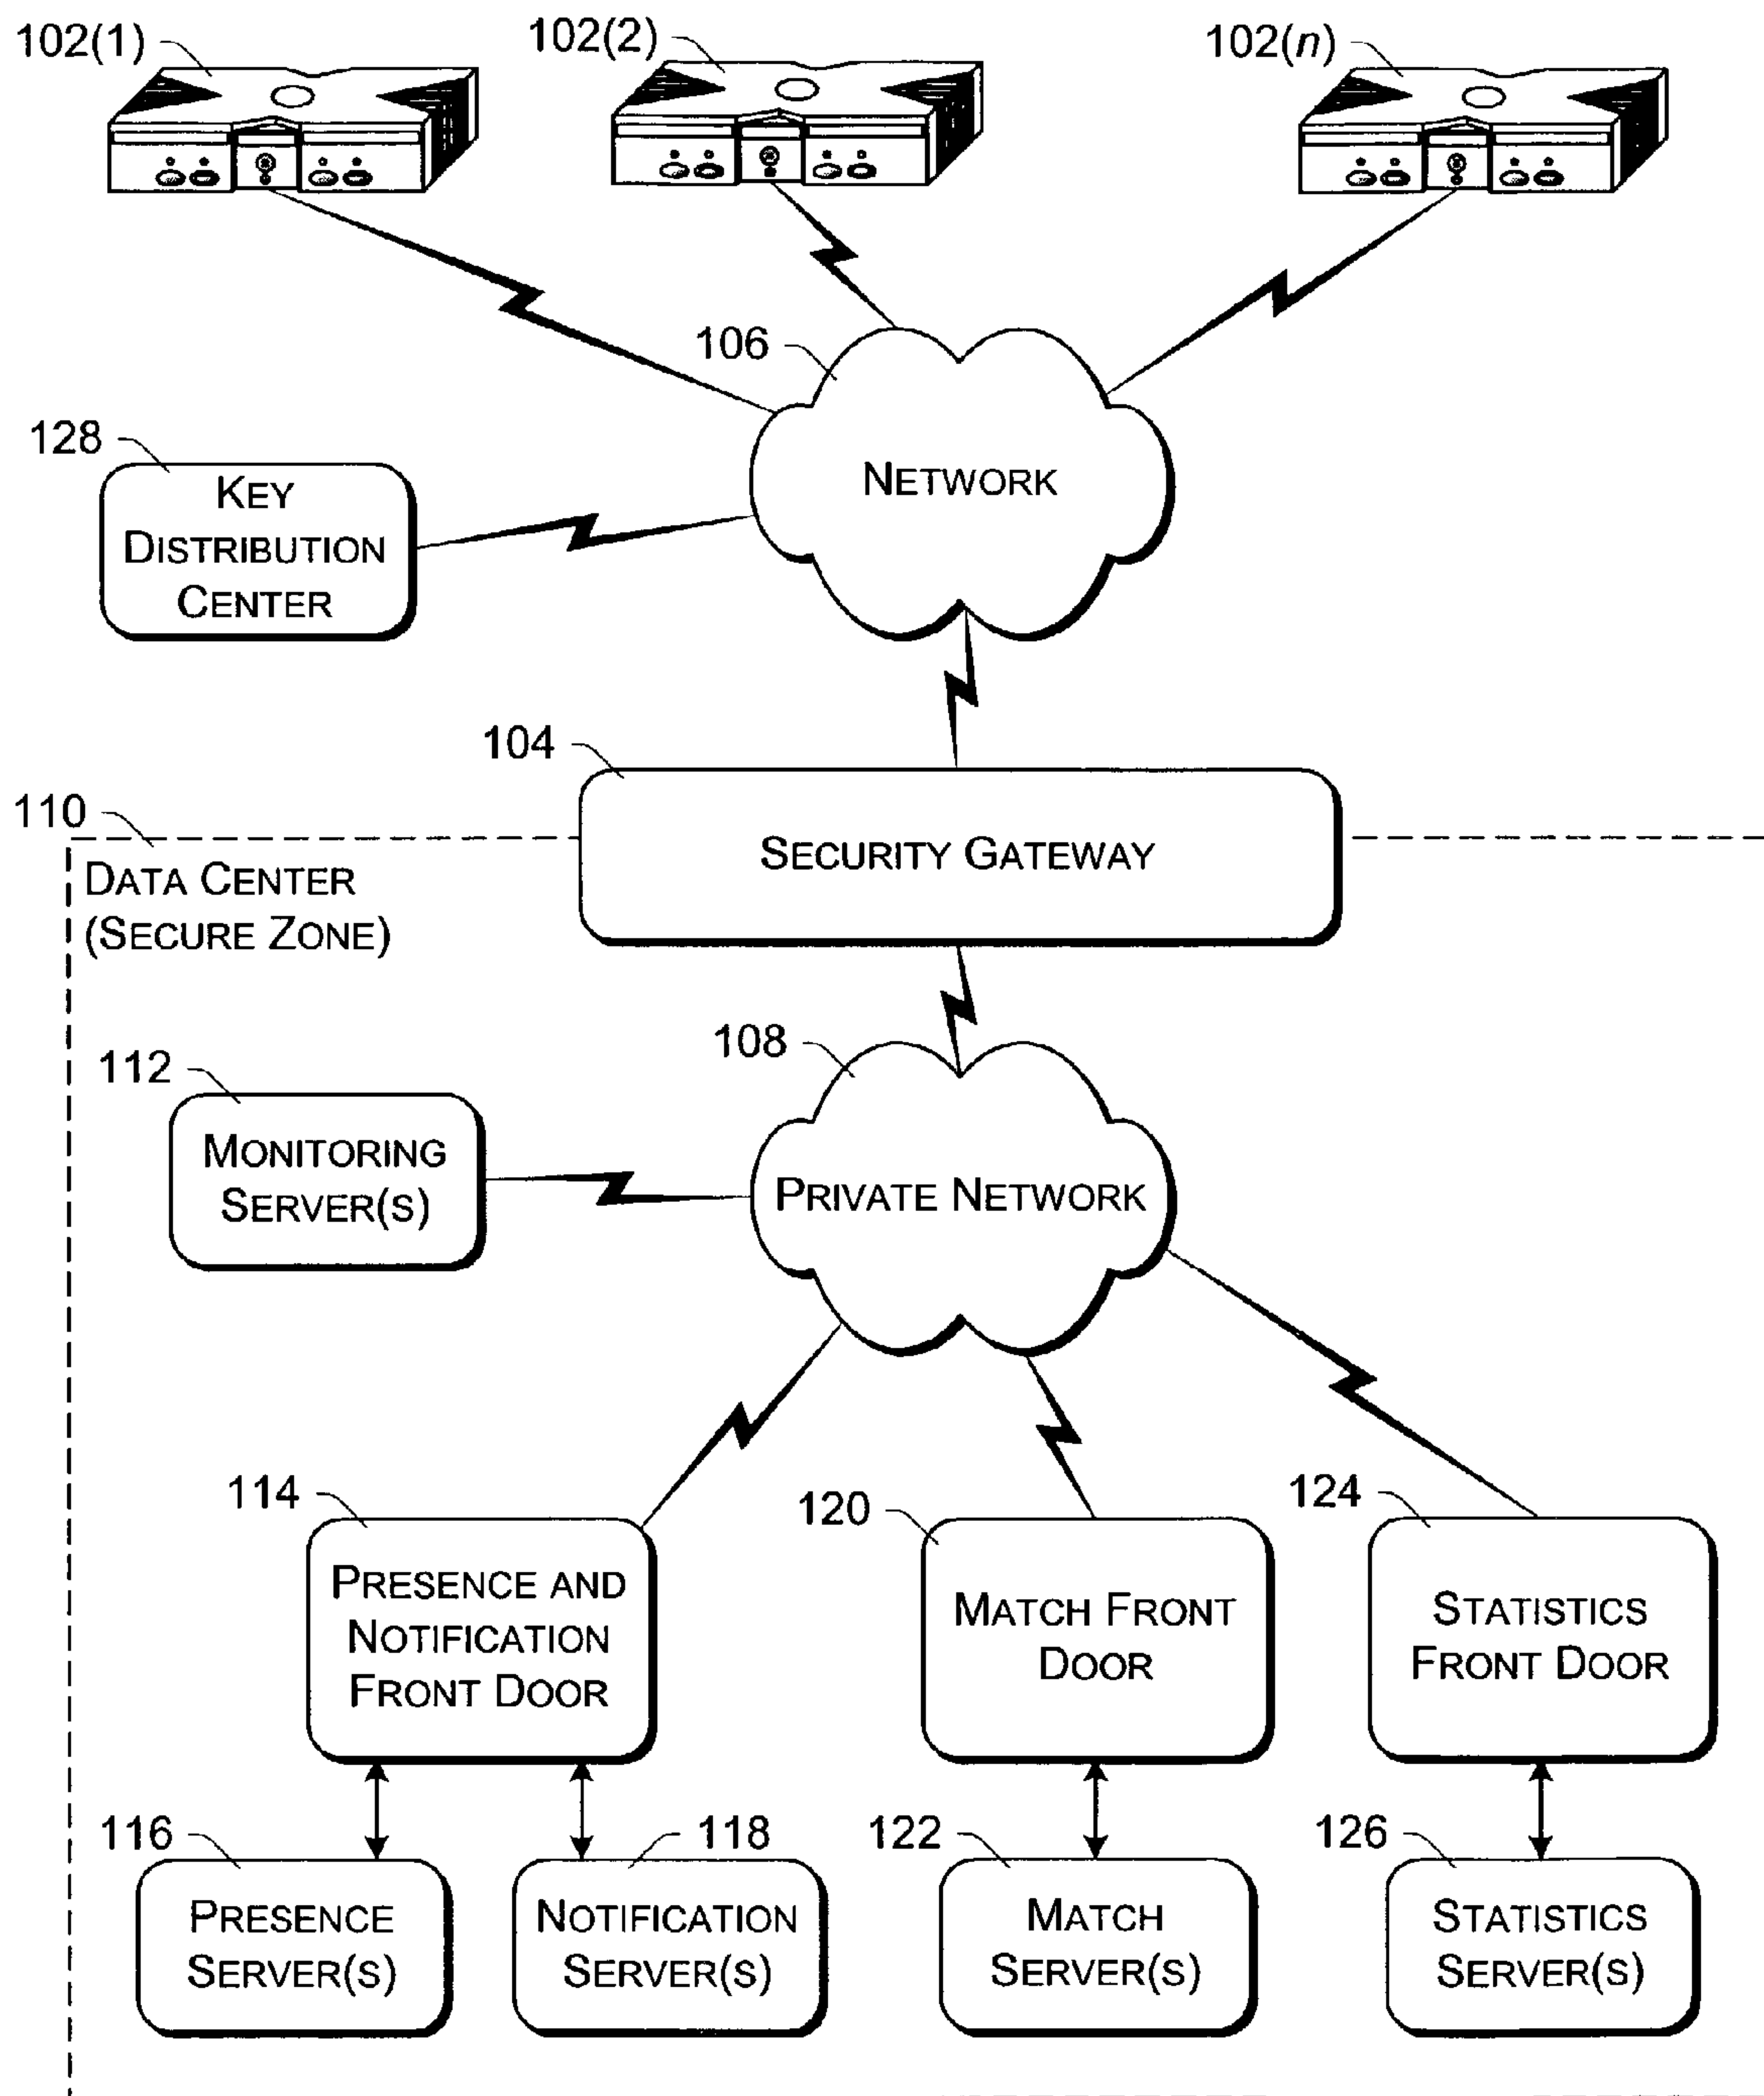 102(1)
102(2)
102(n)
106
NETWORK
128
KEY
DISTRIBUTION
CENTER
104
SECURITY GATEWAY
110
DATA CENTER
(SECURE ZONE)
108
PRIVATE NETWORK
112
MONITORING
SERVER(S)
114
PRESENCE AND
NOTIFICATION
FRONT DOOR
120
MATCH FRONT
DOOR
124
STATISTICS
FRONT DOOR
116
PRESENCE
SERVER(S)
118
NOTIFICATION
SERVER(S)
122
MATCH
SERVER(S)
126
STATISTICS
SERVER(S)